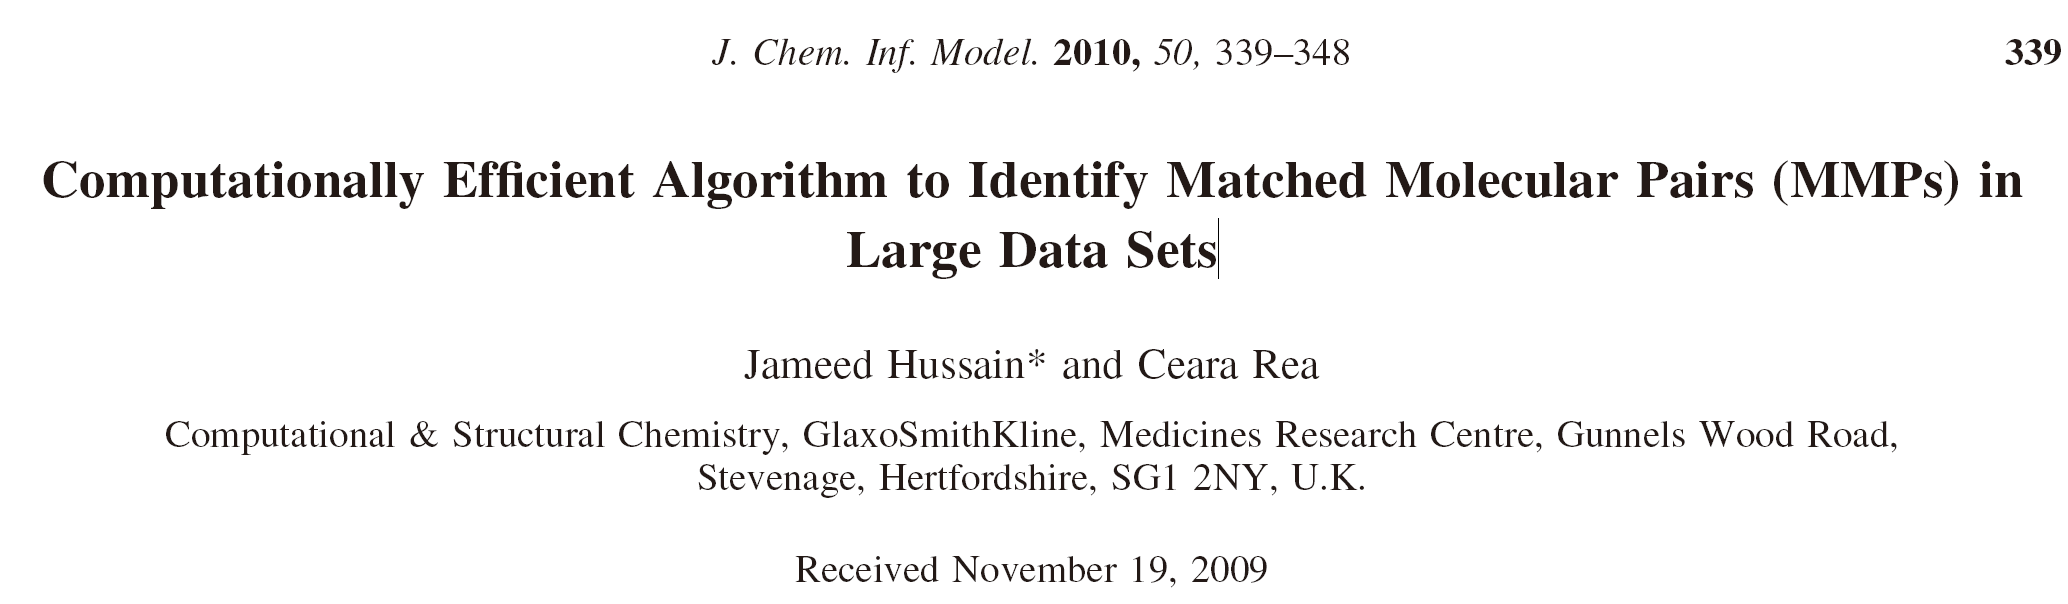 J. Chem. Inf. Model. 2010, 50, 339–348 339
Computationally Efficient Algorithm to Identify Matched Molecular Pairs (MMPs) in
Large Data Sets
Jameed Hussain* and Ceara Rea
Computational & Structural Chemistry, GlaxoSmithKline, Medicines Research Centre, Gunnels Wood Road,
Stevenage, Hertfordshire, SG1 2NY, U.K.
Received November 19, 2009